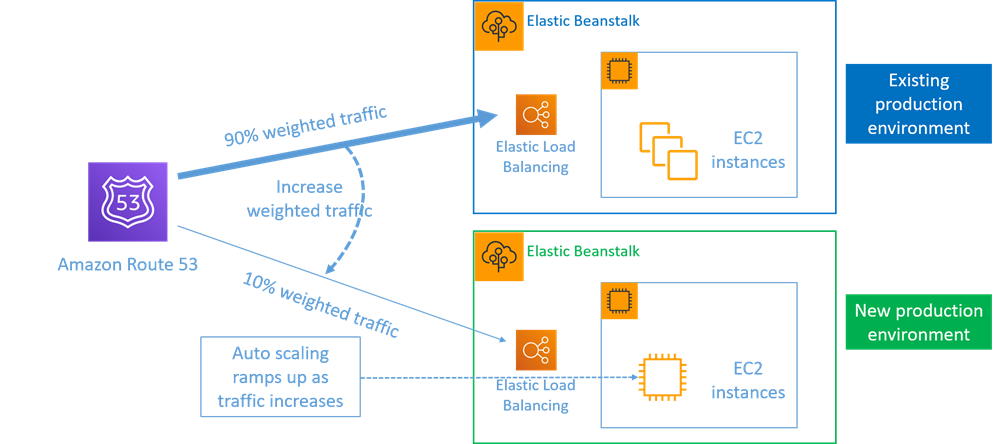 Elastic Beanstalk
90% weighted traffic
Elastic Load
Balancing
EC2
instances
Existing
production
environment
53
Amazon Route 53
Increase
weighted traffic
10% weighted traffic
Auto scaling
ramps up as
traffic increases
Elastic Beanstalk
Elastic Load
Balancing
EC2
instances
New production
environment